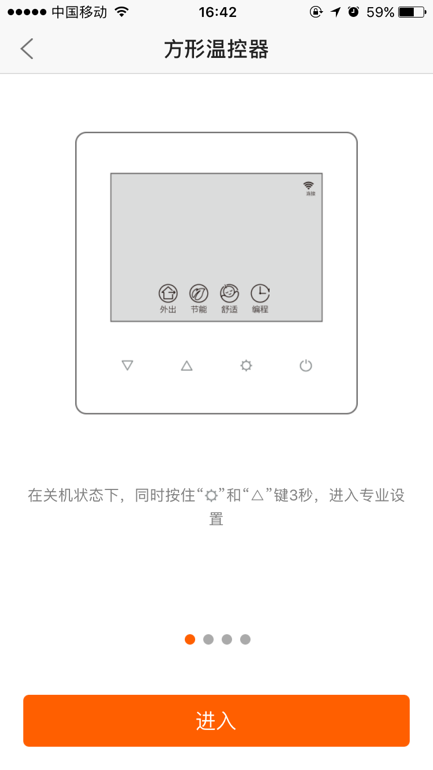 中国移动 16:42 59%
方形温控器
外出 节能 舒适 编程
在关机状态下，同时按住“☼”和“△”键3秒，进入专业设
置
进入